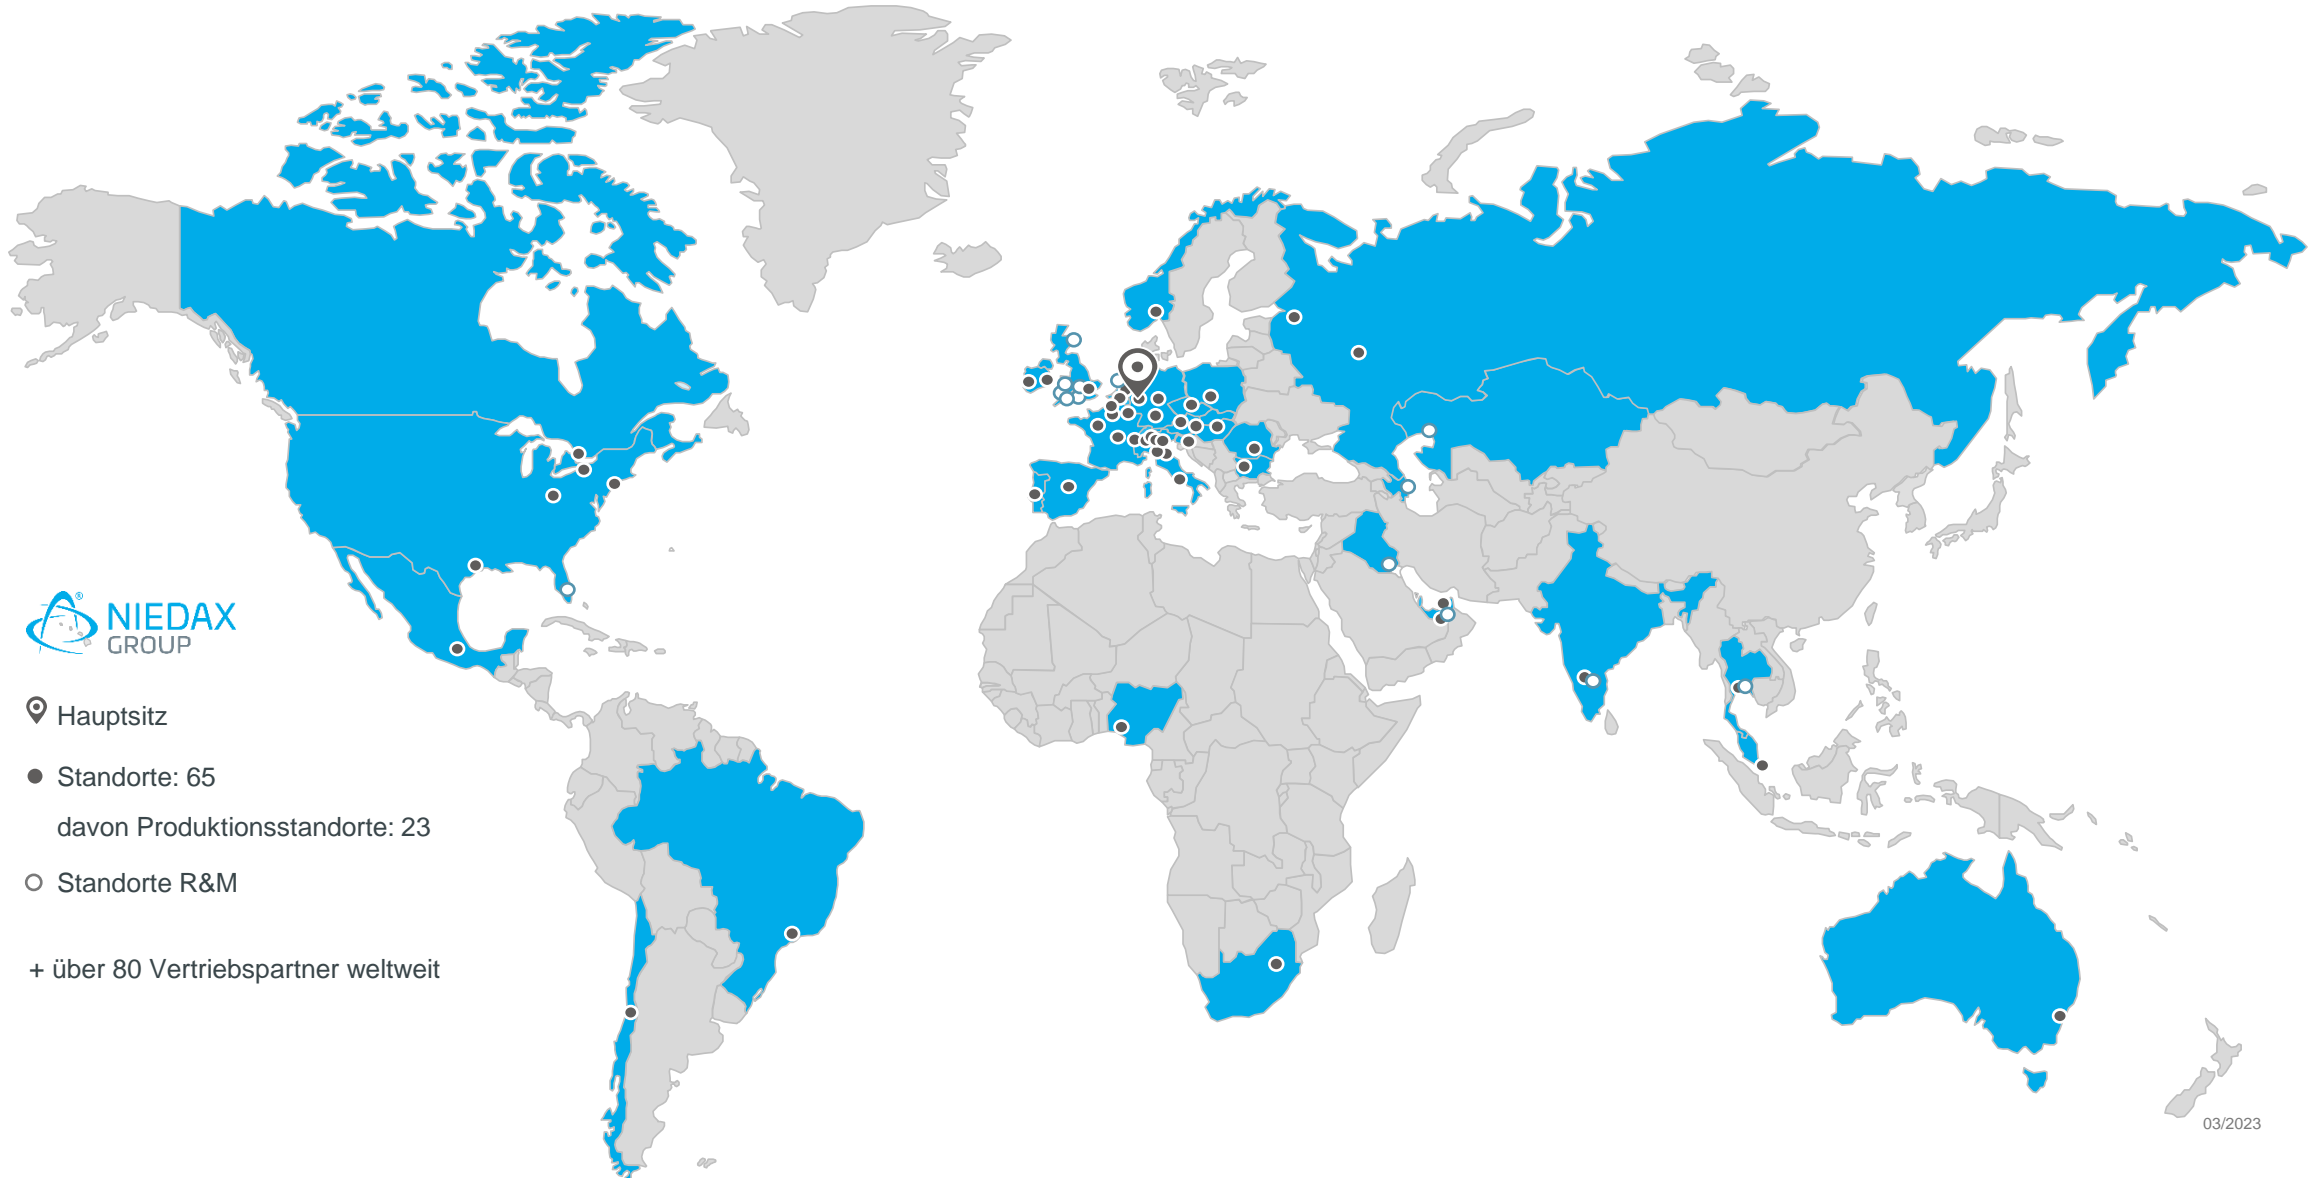 NIEDAX®
GROUP
Hauptsitz
Standorte: 65
davon Produktionsstandorte: 23
Standorte R&M
+ über 80 Vertriebspartner weltweit
03/2023